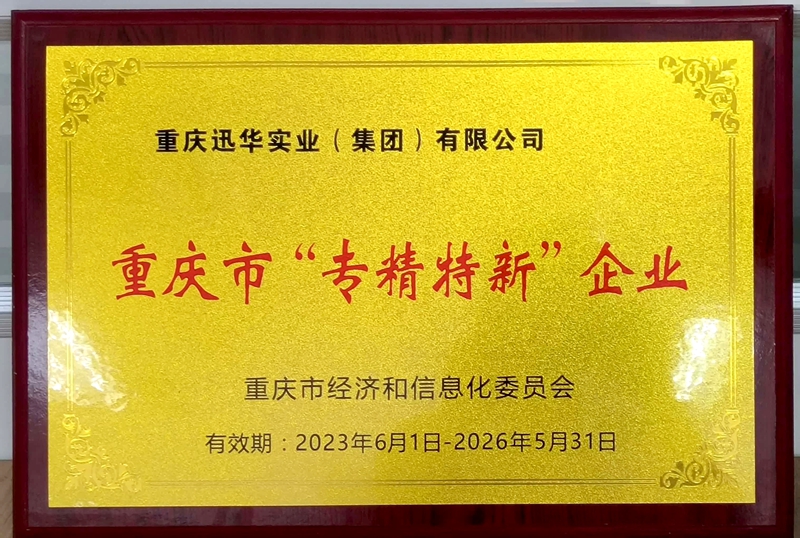 重庆迅华实业（集团）有限公司
重庆市“专精特新”企业
重庆市经济和信息化委员会
有效期：2023年6月1日-2026年5月31日